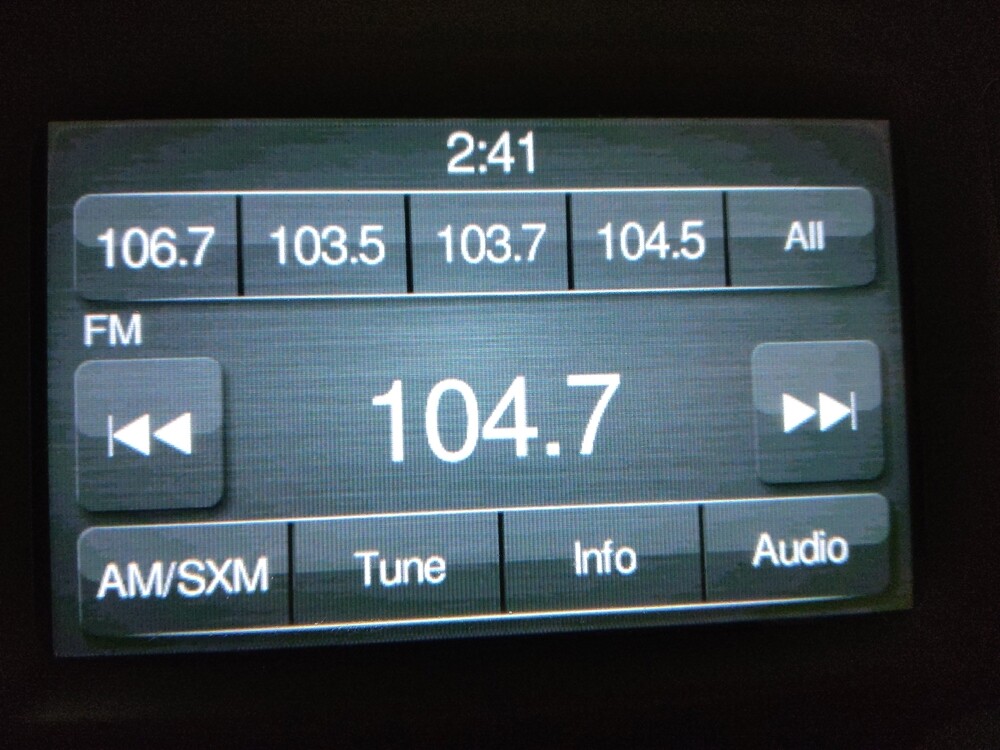 2:41
106.7 103.5 103.7 104.5 All
FM
104.7
AM/SXM Tune Info Audio